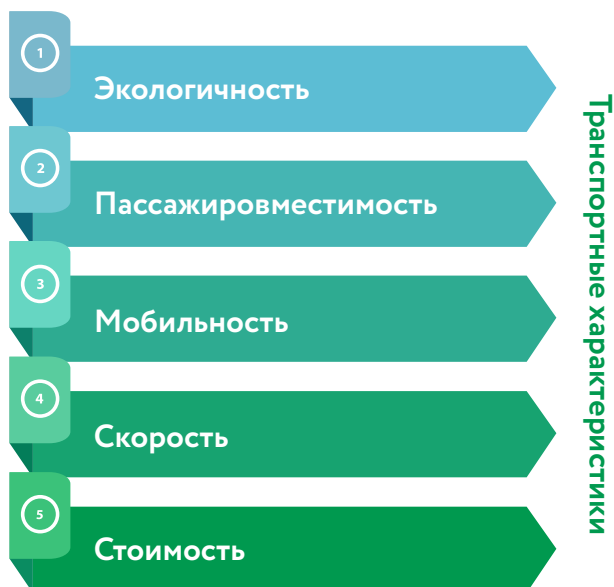 1
Экологичность
2
Пассажировместимость
3
Мобильность
4
Скорость
5
Стоимость
Транспортные характеристики